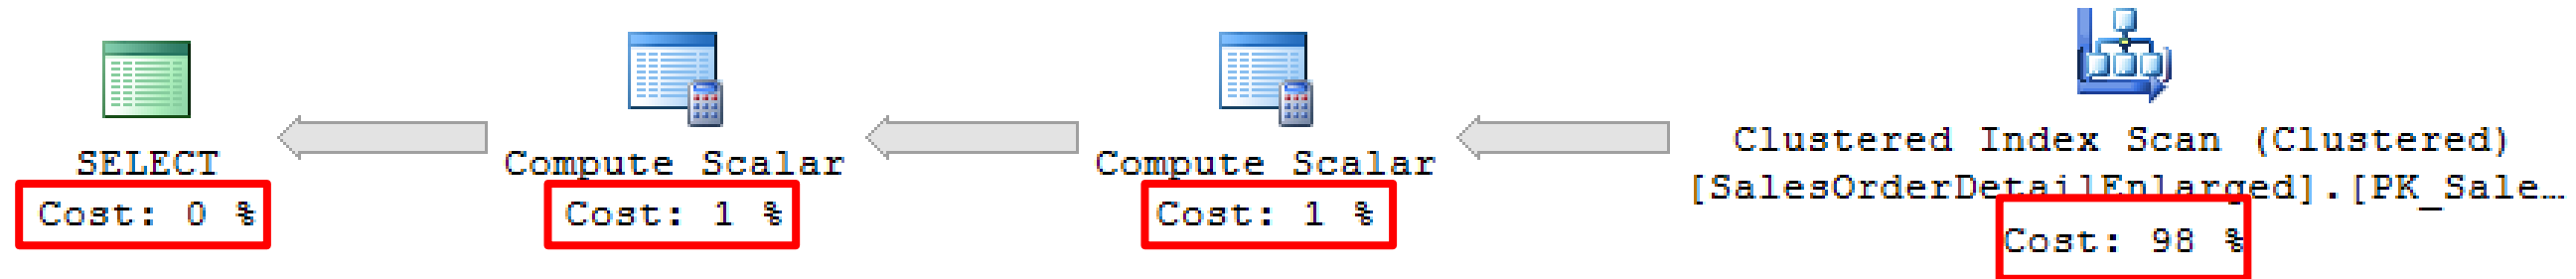 SELECT
Cost: 0 %
Compute Scalar
Cost: 1 %
Compute Scalar
Cost: 1 %
Clustered Index Scan (Clustered)
[SalesOrderDetailEnlarged].[PK_Sale…
Cost: 98 %